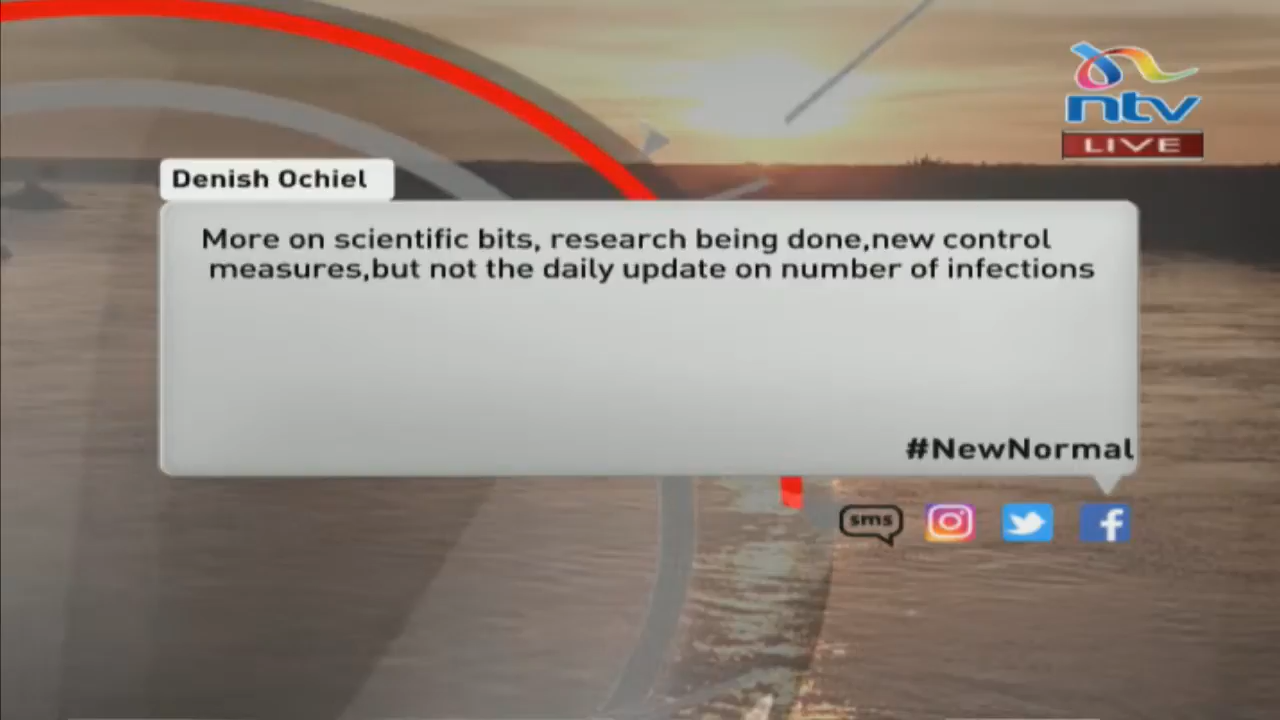 ntv
LIVE
Denish Ochiel
More on scientific bits, research being done,new control
measures,but not the daily update on number of infections
#NewNormal
sms